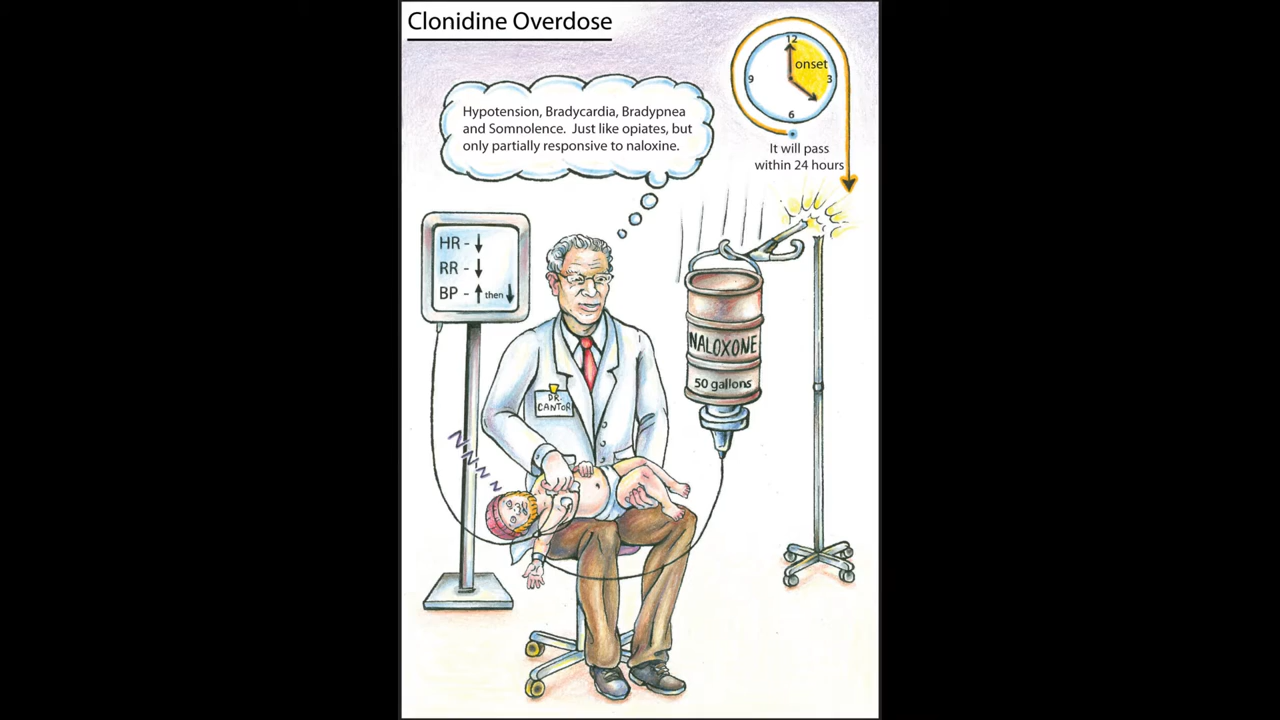 Clonidine Overdose
12
onset
9
3
6
It will pass
within 24 hours
Hypotension, Bradycardia, Bradypnea
and Somnolence. Just like opiates, but
only partially responsive to naloxine.
HR - ↓
RR - ↓
BP - ↑ then ↓
NALOXONE
50 gallons
DR.
CANTOR
ZZZZZ